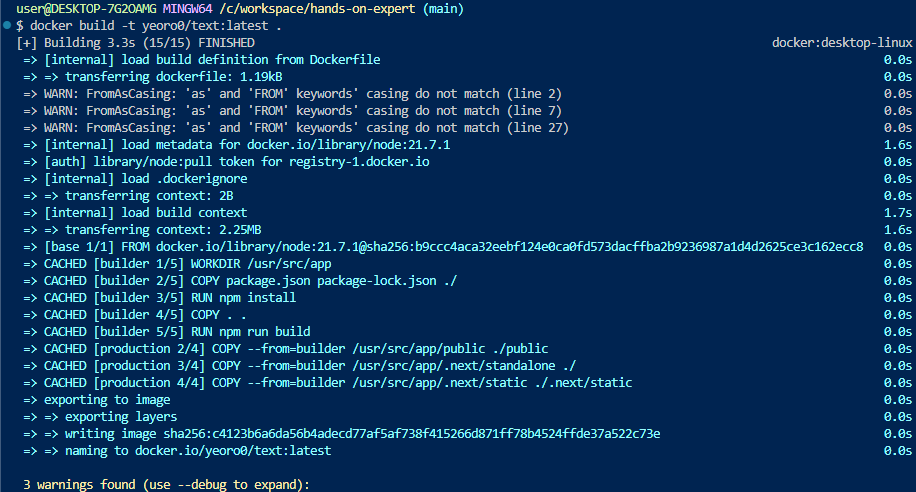 user@DESKTOP-7G2OAMG MINGW64 /c/workspace/hands-on-expert (main)
$ docker build -t yeoro0/text:latest .
[+] Building 3.3s (15/15) FINISHED docker:desktop-linux
=> [internal] load build definition from Dockerfile 0.0s
=> => transferring dockerfile: 1.19kB 0.0s
=> WARN: FromAsCasing: 'as' and 'FROM' keywords' casing do not match (line 2) 0.0s
=> WARN: FromAsCasing: 'as' and 'FROM' keywords' casing do not match (line 7) 0.0s
=> WARN: FromAsCasing: 'as' and 'FROM' keywords' casing do not match (line 27) 0.0s
=> [internal] load metadata for docker.io/library/node:21.7.1 1.6s
=> [auth] library/node:pull token for registry-1.docker.io 0.0s
=> [internal] load .dockerignore 0.0s
=> => transferring context: 2B 0.0s
=> [internal] load build context 1.7s
=> => transferring context: 2.25MB 1.6s
=> [base 1/1] FROM docker.io/library/node:21.7.1@sha256:b9ccc4aca32eebf124e0ca0fd573dacffba2b9236987a1d4d2625ce3c162ecc8 0.0s
=> CACHED [builder 1/5] WORKDIR /usr/src/app 0.0s
=> CACHED [builder 2/5] COPY package.json package-lock.json ./ 0.0s
=> CACHED [builder 3/5] RUN npm install 0.0s
=> CACHED [builder 4/5] COPY . . 0.0s
=> CACHED [builder 5/5] RUN npm run build 0.0s
=> CACHED [production 2/4] COPY --from=builder /usr/src/app/public ./public 0.0s
=> CACHED [production 3/4] COPY --from=builder /usr/src/app/.next/standalone ./ 0.0s
=> CACHED [production 4/4] COPY --from=builder /usr/src/app/.next/static ./.next/static 0.0s
=> exporting to image 0.0s
=> => exporting layers 0.0s
=> => writing image sha256:c4123b6a6da56b4adecd77af5af738f415266d871ff78b4524ffde37a522c73e 0.0s
=> => naming to docker.io/yeoro0/text:latest 0.0s
3 warnings found (use --debug to expand):